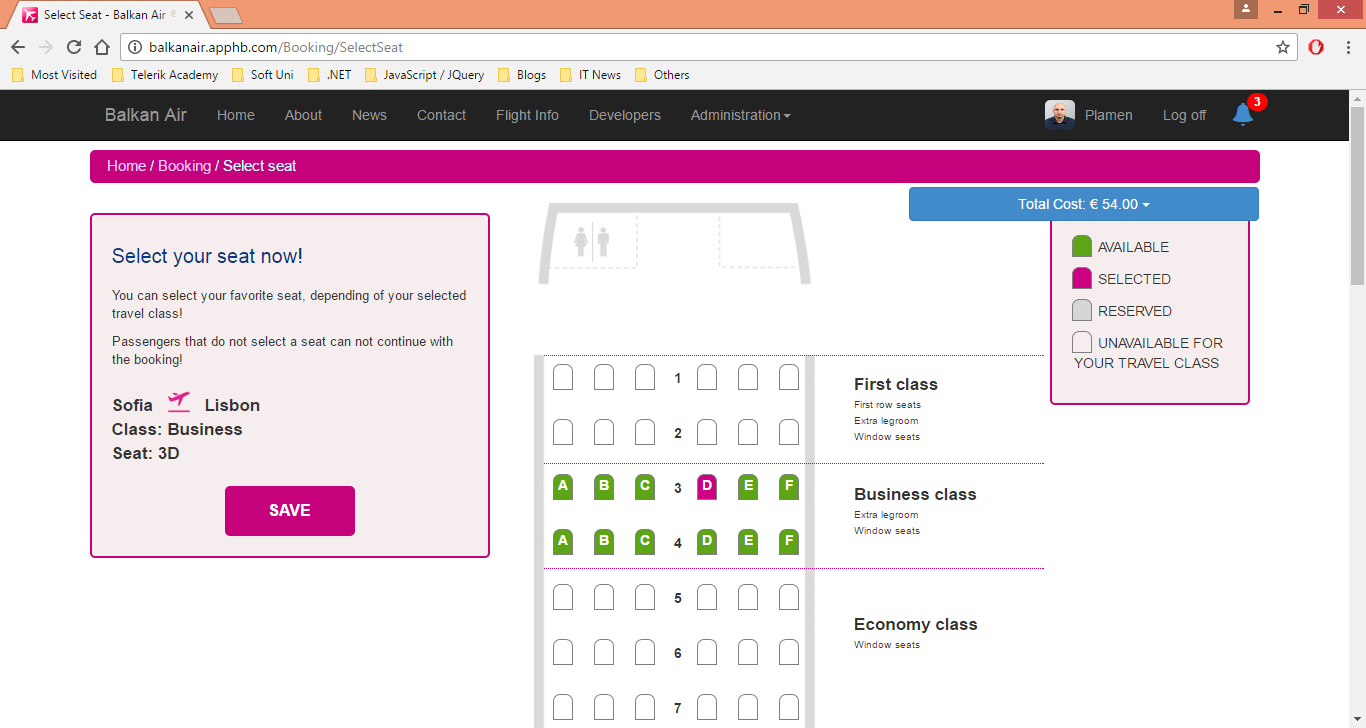 Select Seat - Balkan Air
balkanair.apphb.com/Booking/SelectSeat
Most Visited Telerik Academy Soft Uni .NET JavaScript / JQuery Blogs IT News Others
Balkan Air Home About News Contact Flight Info Developers Administration Plamen Log off 3
Home / Booking / Select seat
Total Cost: € 54.00
Select your seat now!
You can select your favorite seat, depending of your selected
travel class!
Passengers that do not select a seat can not continue with
the booking!
Sofia Lisbon
Class: Business
Seat: 3D
SAVE
AVAILABLE
SELECTED
RESERVED
UNAVAILABLE FOR
YOUR TRAVEL CLASS
1
First class
First row seats
Extra legroom
Window seats
2
A B C 3 D E F
Business class
Extra legroom
Window seats
A B C 4 D E F
5
Economy class
Window seats
6
7